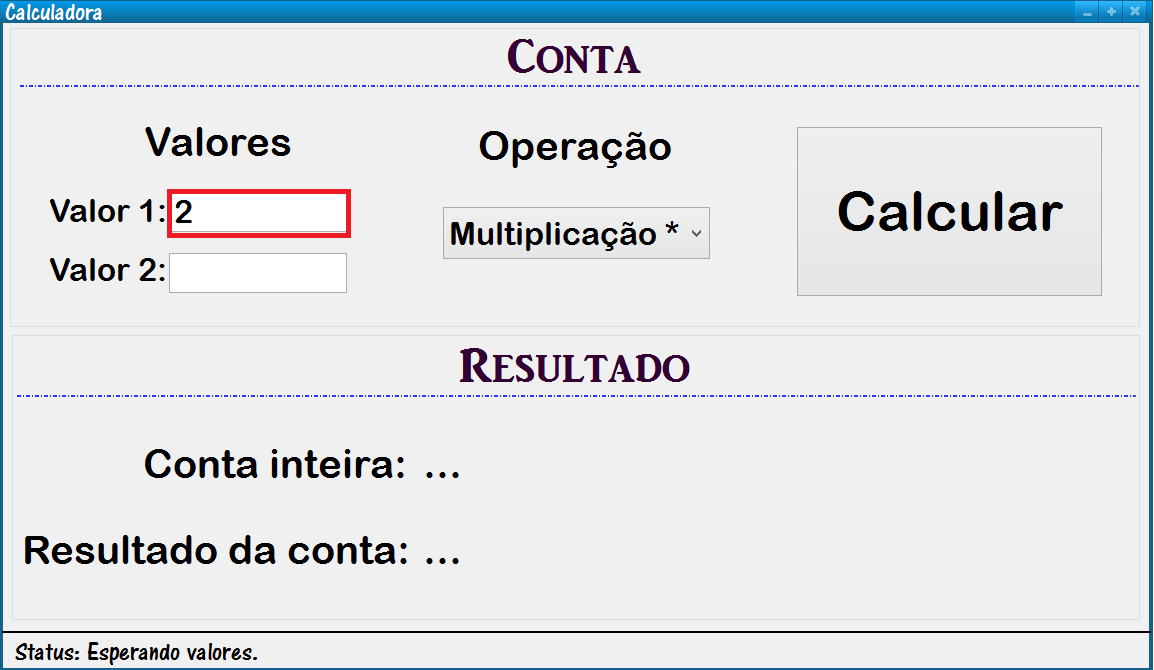 Calculadora
Conta
Valores
Operação
Valor 1: 2
Multiplicação *
Calcular
Valor 2:
Resultado
Conta inteira: ...
Resultado da conta: ...
Status: Esperando valores.